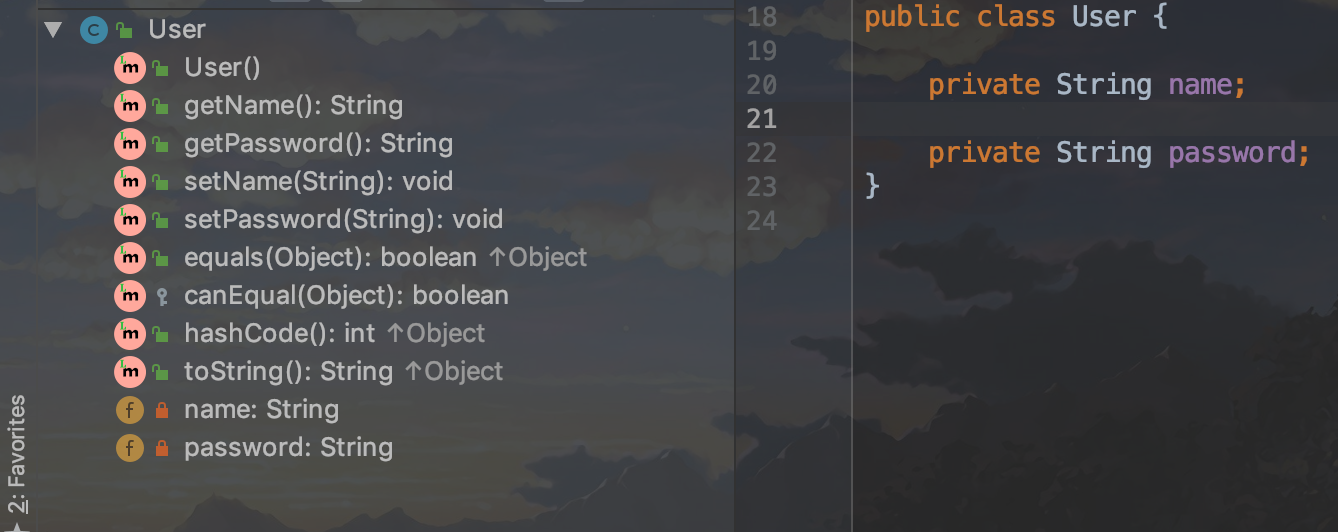 User
User()
getName(): String
getPassword(): String
setName(String): void
setPassword(String): void
equals(Object): boolean ↑Object
canEqual(Object): boolean
hashCode(): int ↑Object
toString(): String ↑Object
name: String
password: String
2: Favorites
18 public class User {
19
20 private String name;
21
22 private String password;
23 }
24